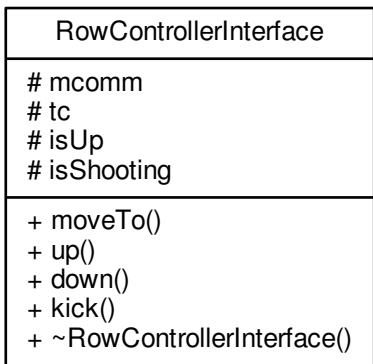 RowControllerInterface
# mcomm
# tc
# isUp
# isShooting
+ moveTo()
+ up()
+ down()
+ kick()
+ ~RowControllerInterface()